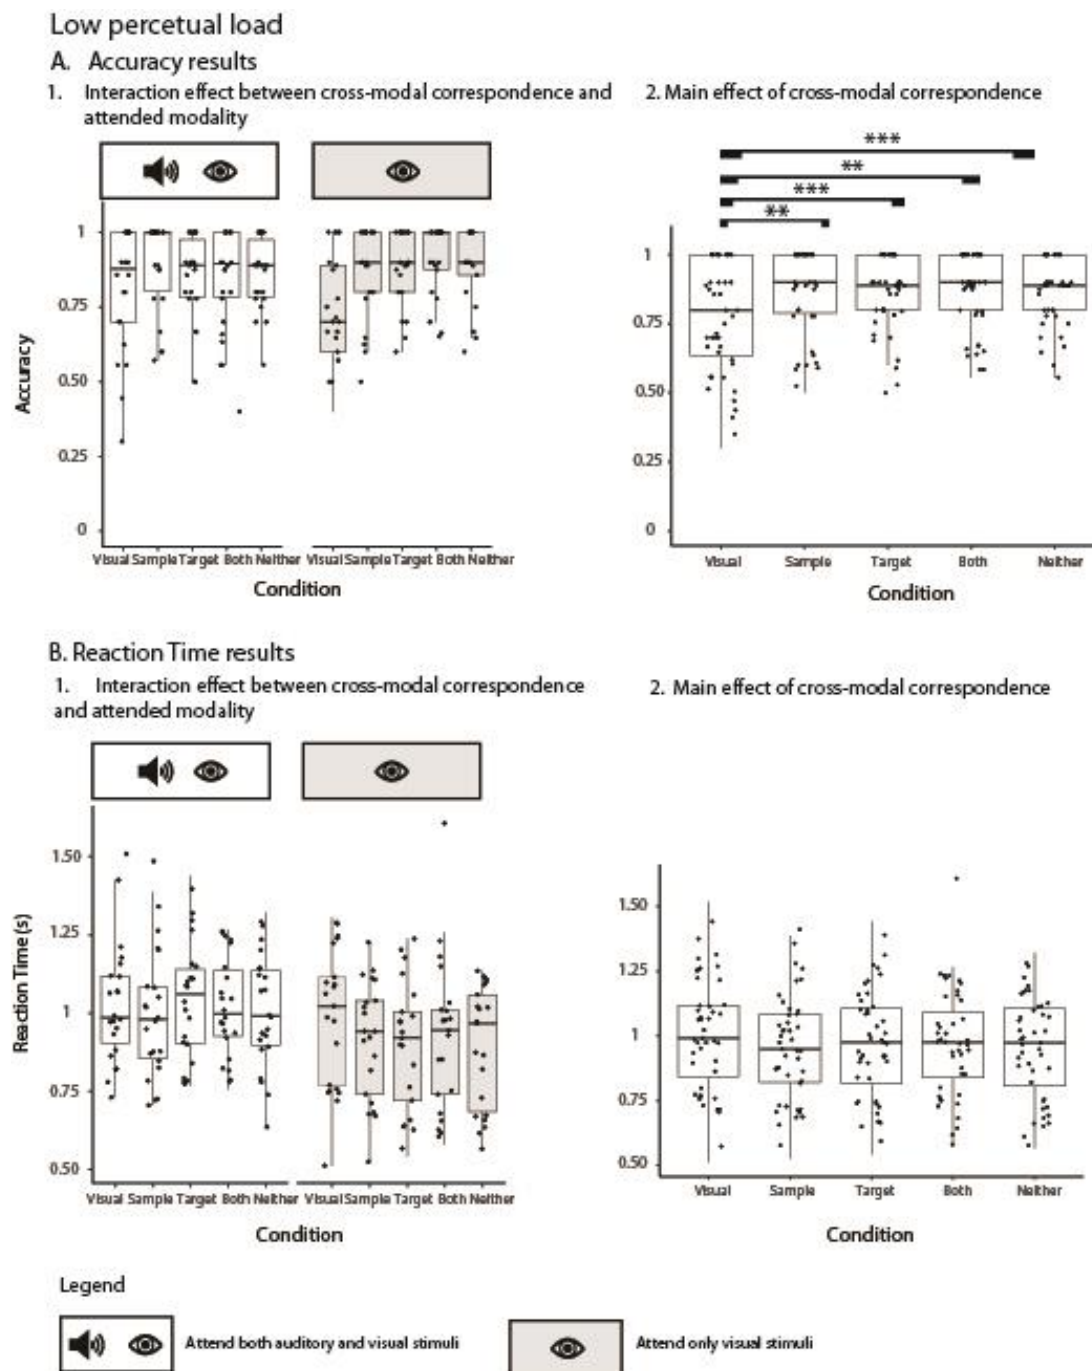 Low percetual load
A. Accuracy results
1. Interaction effect between cross-modal correspondence and
attended modality
2. Main effect of cross-modal correspondence
***
**
***
**
1
0.75
0.50
0.25
0
Accuracy
Visual Sample Target Both Neither
Visual Sample Target Both Neither
Condition
1
0.75
0.50
0.25
0
Visual Sample Target Both Neither
Condition
B. Reaction Time results
1. Interaction effect between cross-modal correspondence
and attended modality
2. Main effect of cross-modal correspondence
1.50
1.25
1
0.75
0.50
Reaction Time (s)
Visual Sample Target Both Neither
Visual Sample Target Both Neither
Condition
1.50
1.25
1
0.75
0.50
Visual Sample Target Both Neither
Condition
Legend
Attend both auditory and visual stimuli
Attend only visual stimuli